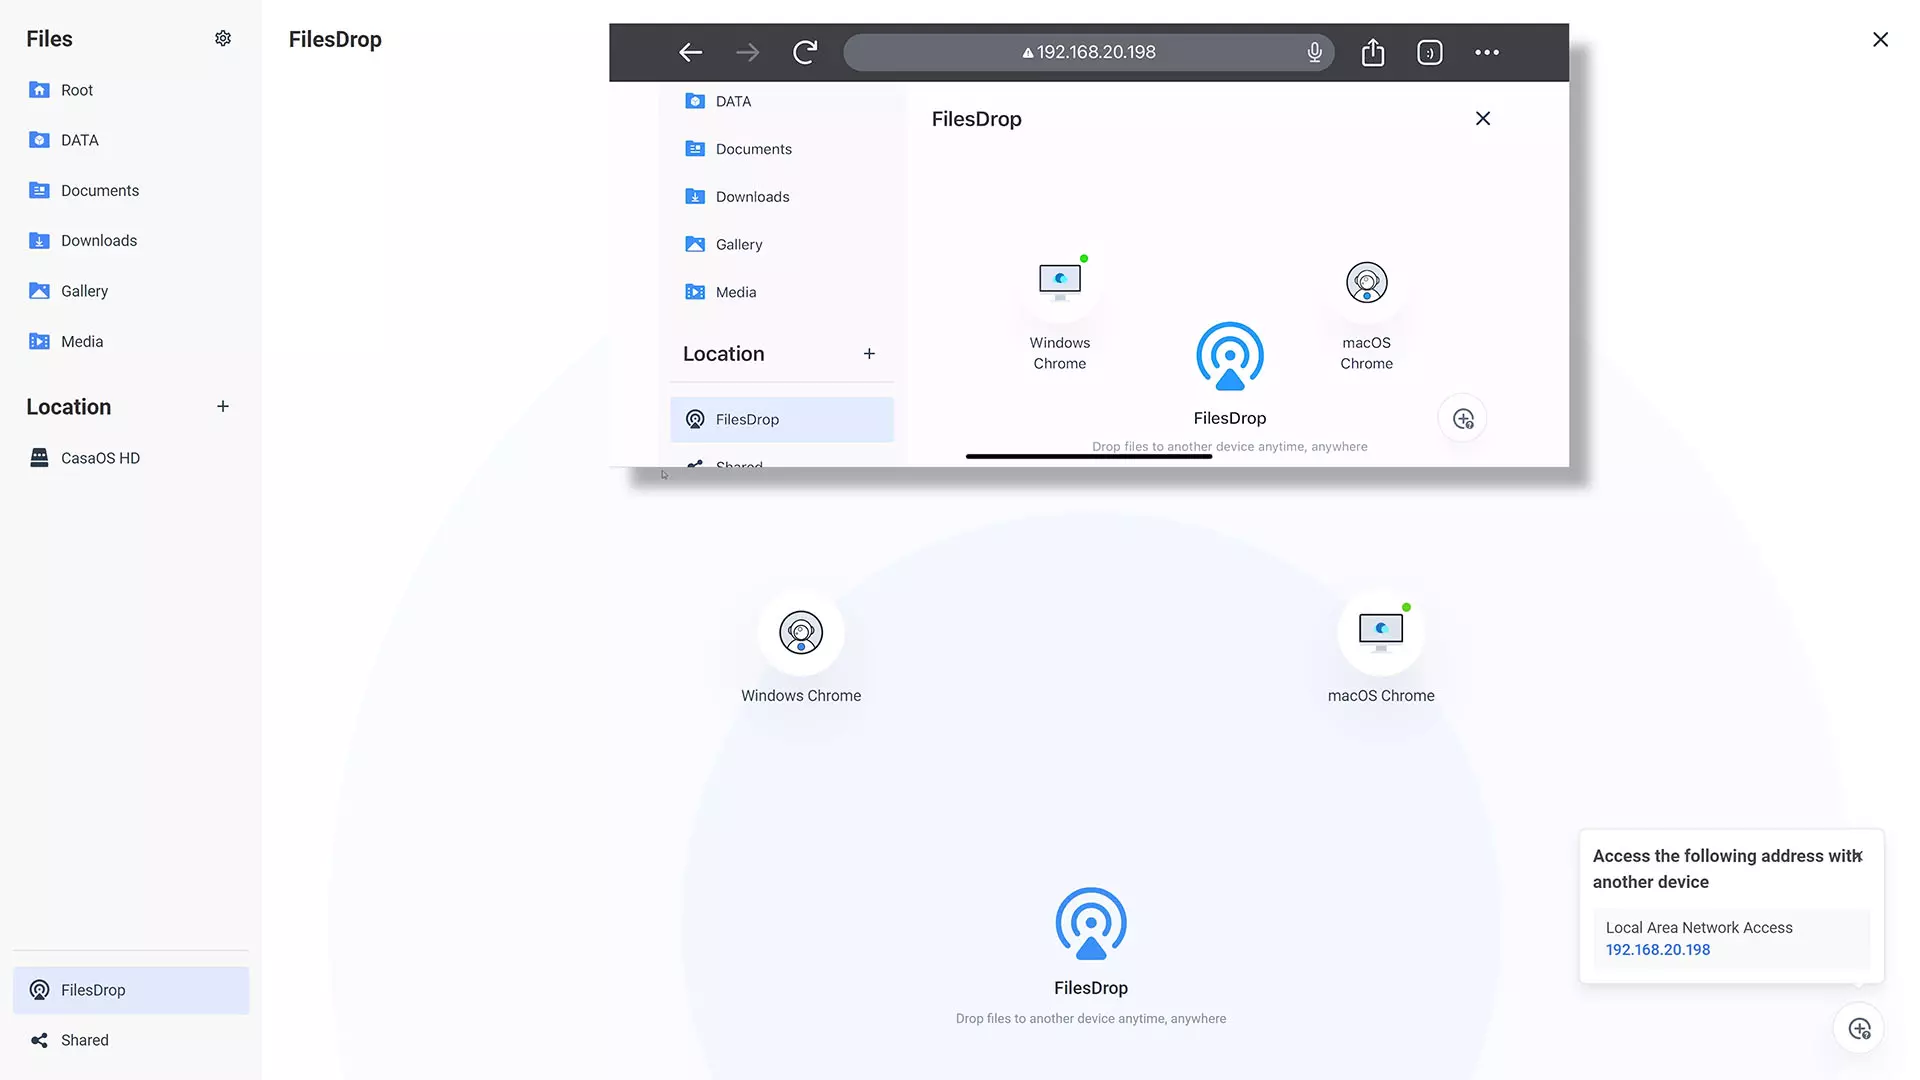 Files
Root
DATA
Documents
Downloads
Gallery
Media
Location
CasaOS HD
FilesDrop
Shared
FilesDrop
192.168.20.198
DATA
Documents
Downloads
Gallery
Media
Location
FilesDrop
Shared
FilesDrop
Windows
Chrome
macOS
Chrome
FilesDrop
Drop files to another device anytime, anywhere
Windows Chrome
macOS Chrome
FilesDrop
Drop files to another device anytime, anywhere
Access the following address with
another device
Local Area Network Access
192.168.20.198